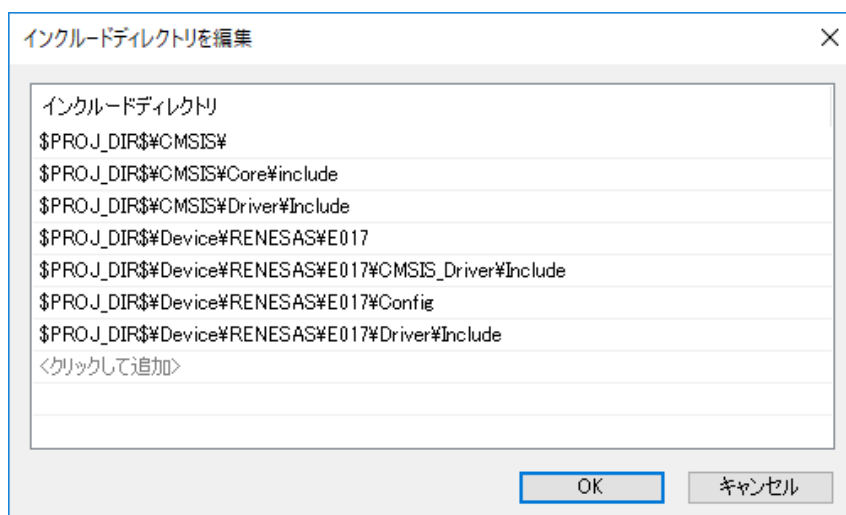 インクルードディレクトリを編集
インクルードディレクトリ
$PROJ_DIR$¥CMSIS¥
$PROJ_DIR$¥CMSIS¥Core¥include
$PROJ_DIR$¥CMSIS¥Driver¥Include
$PROJ_DIR$¥Device¥RENESAS¥E017
$PROJ_DIR$¥Device¥RENESAS¥E017¥CMSIS_Driver¥Include
$PROJ_DIR$¥Device¥RENESAS¥E017¥Config
$PROJ_DIR$¥Device¥RENESAS¥E017¥Driver¥Include
<クリックして追加>
OK キャンセル